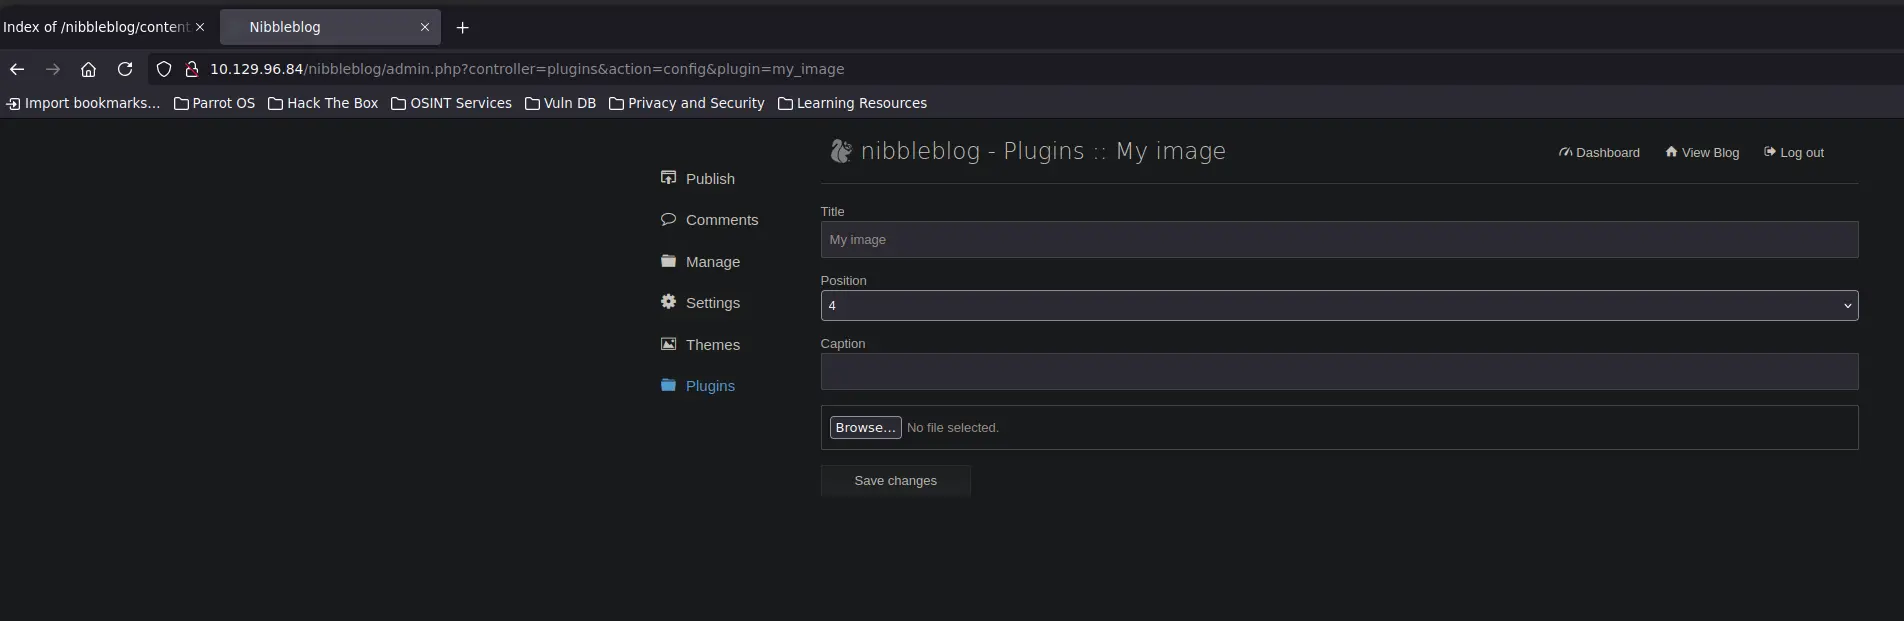 Index of /nibbleblog/content
Nibbleblog
10.129.96.84/nibbleblog/admin.php?controller=plugins&action=config&plugin=my_image
Import bookmarks... Parrot OS Hack The Box OSINT Services Vuln DB Privacy and Security Learning Resources
nibbleblog - Plugins :: My image
Dashboard View Blog Log out
Publish
Comments
Manage
Settings
Themes
Plugins
Title
My image
Position
4
Caption
Browse... No file selected.
Save changes